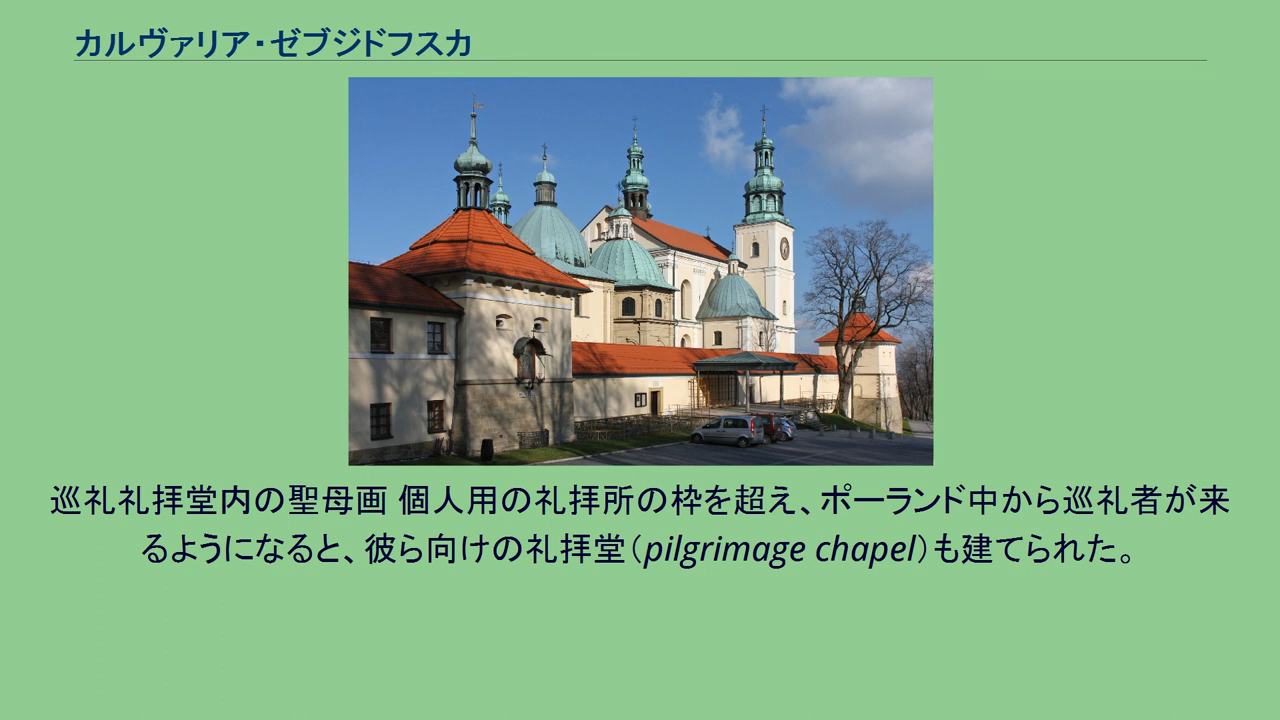 カルヴァリア・ゼブジドフスカ
巡礼礼拝堂内の聖母画 個人用の礼拝所の枠を超え、ポーランド中から巡礼者が来
るようになると、彼ら向けの礼拝堂（pilgrimage chapel）も建てられた。